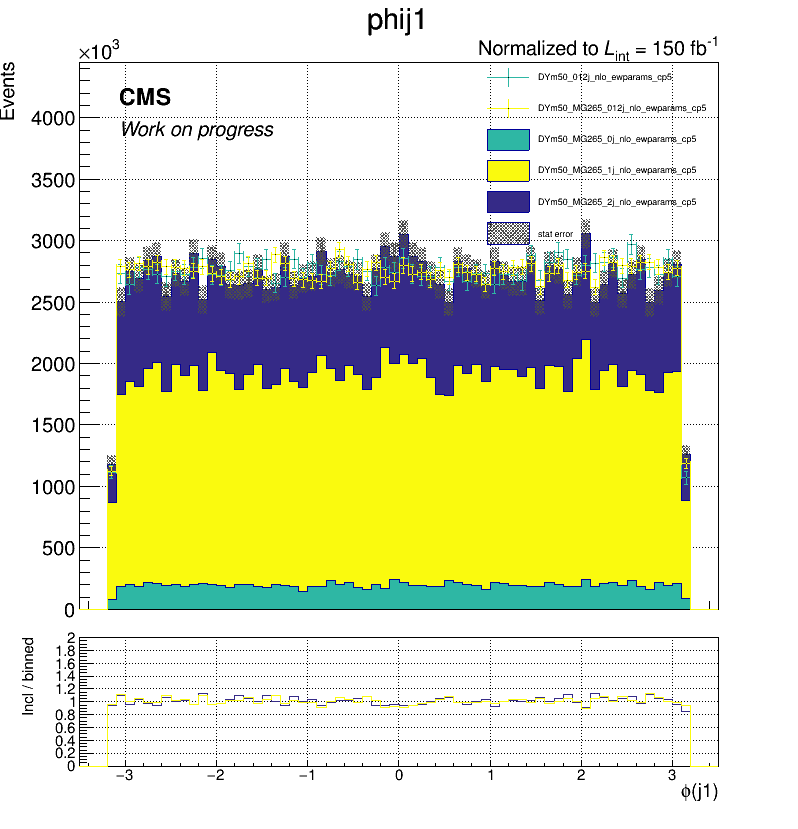 phij1
×10³
Normalized to L_int = 150 fb⁻¹
Events
CMS
Work on progress
DYm50_012j_nlo_ewparams_cp5
DYm50_MG265_012j_nlo_ewparams_cp5
DYm50_MG265_0j_nlo_ewparams_cp5
DYm50_MG265_1j_nlo_ewparams_cp5
DYm50_MG265_2j_nlo_ewparams_cp5
stat error
4000
3500
3000
2500
2000
1500
1000
500
0
Incl / binned
2
1.8
1.6
1.4
1.2
1
0.8
0.6
0.4
0.2
0
−3 −2 −1 0 1 2 3
ϕ(j1)